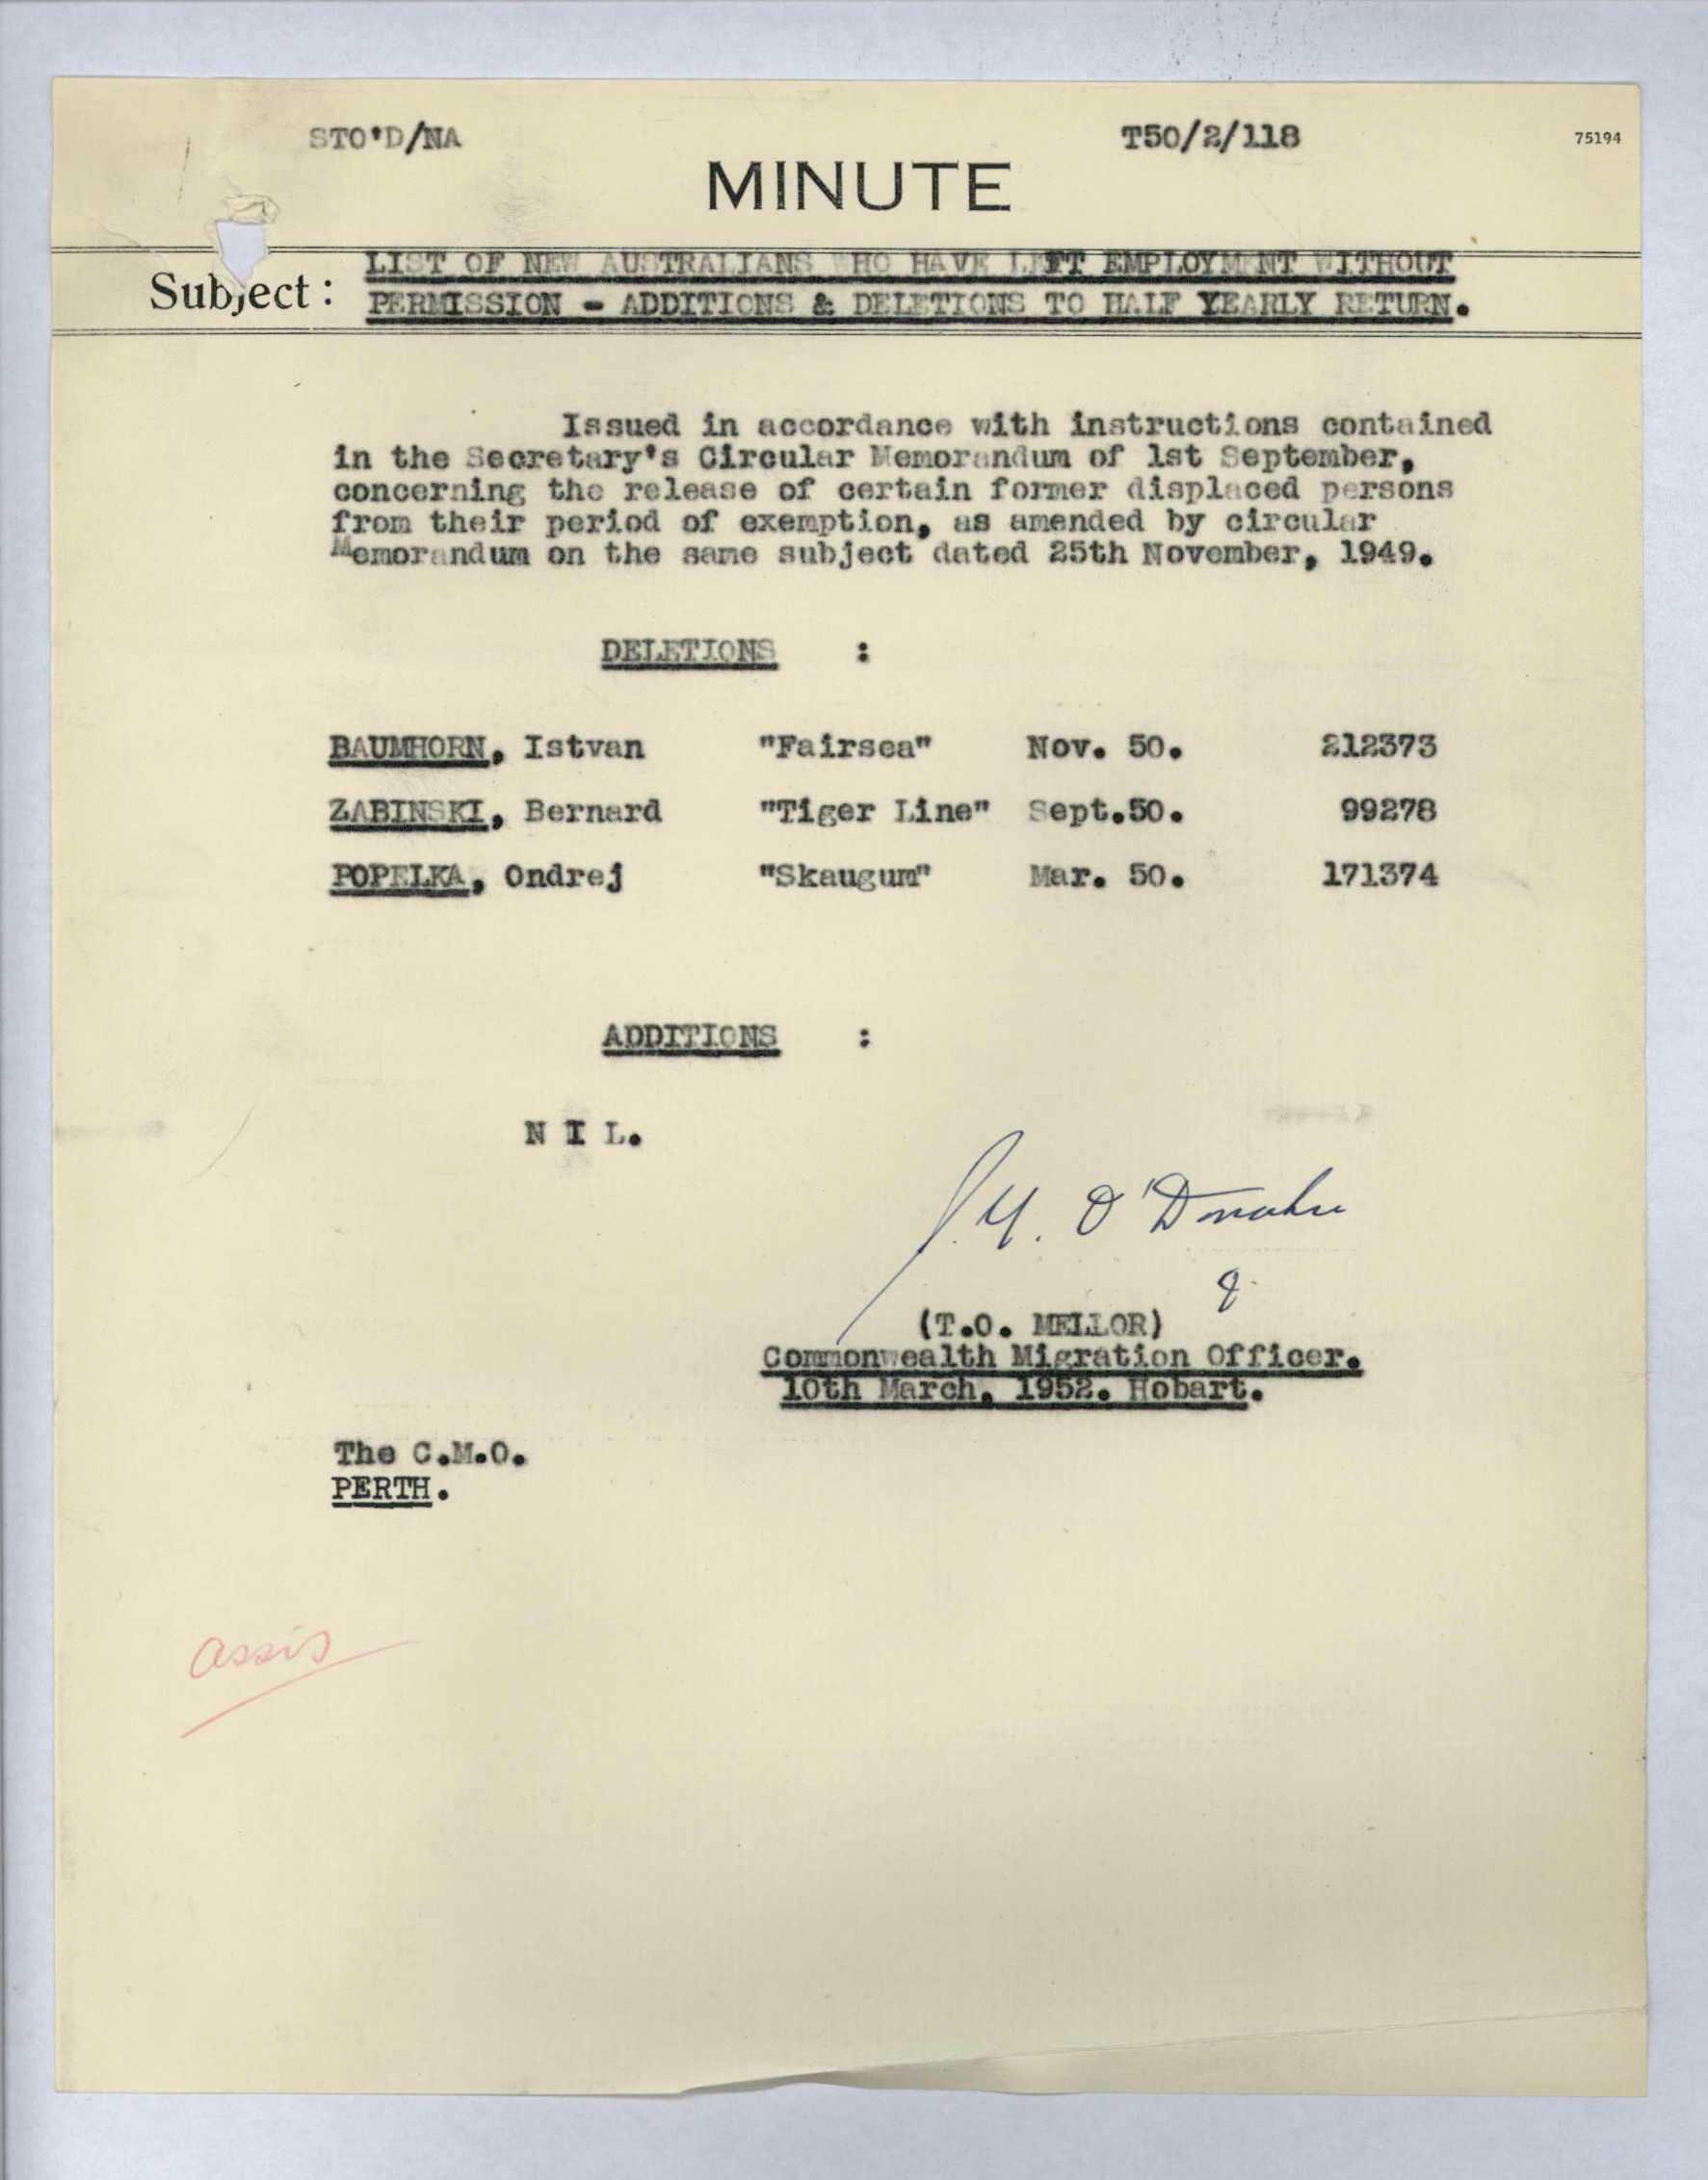 STO'D/NA T50/2/118 75194
MINUTE
Subject: LIST OF NEW AUSTRALIANS WHO HAVE LEFT EMPLOYMENT WITHOUT
PERMISSION - ADDITIONS & DELETIONS TO HALF YEARLY RETURN.
Issued in accordance with instructions contained
in the Secretary's Circular Memorandum of 1st September,
concerning the release of certain former displaced persons
from their period of exemption, as amended by circular
Memorandum on the same subject dated 25th November, 1949.
DELETIONS :
BAUMHORN, Istvan "Fairsea" Nov. 50. 212373
ZABINSKI, Bernard "Tiger Line" Sept.50. 99278
POPELKA, Ondrej "Skaugum" Mar. 50. 171374
ADDITIONS :
N I L.
O'Donohue
(T.O. MELLOR)
Commonwealth Migration Officer.
10th March, 1952. Hobart.
The C.M.O.
PERTH.
assis